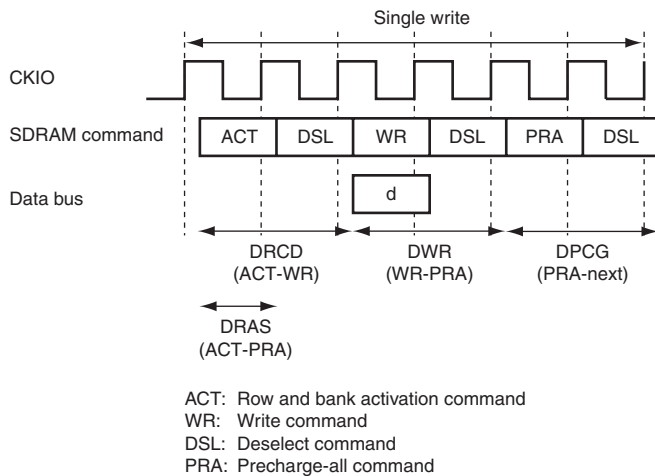 Single write
CKIO
SDRAM command ACT DSL WR DSL PRA DSL
Data bus d
DRCD DWR DPCG
(ACT-WR) (WR-PRA) (PRA-next)
DRAS
(ACT-PRA)
ACT: Row and bank activation command
WR: Write command
DSL: Deselect command
PRA: Precharge-all command